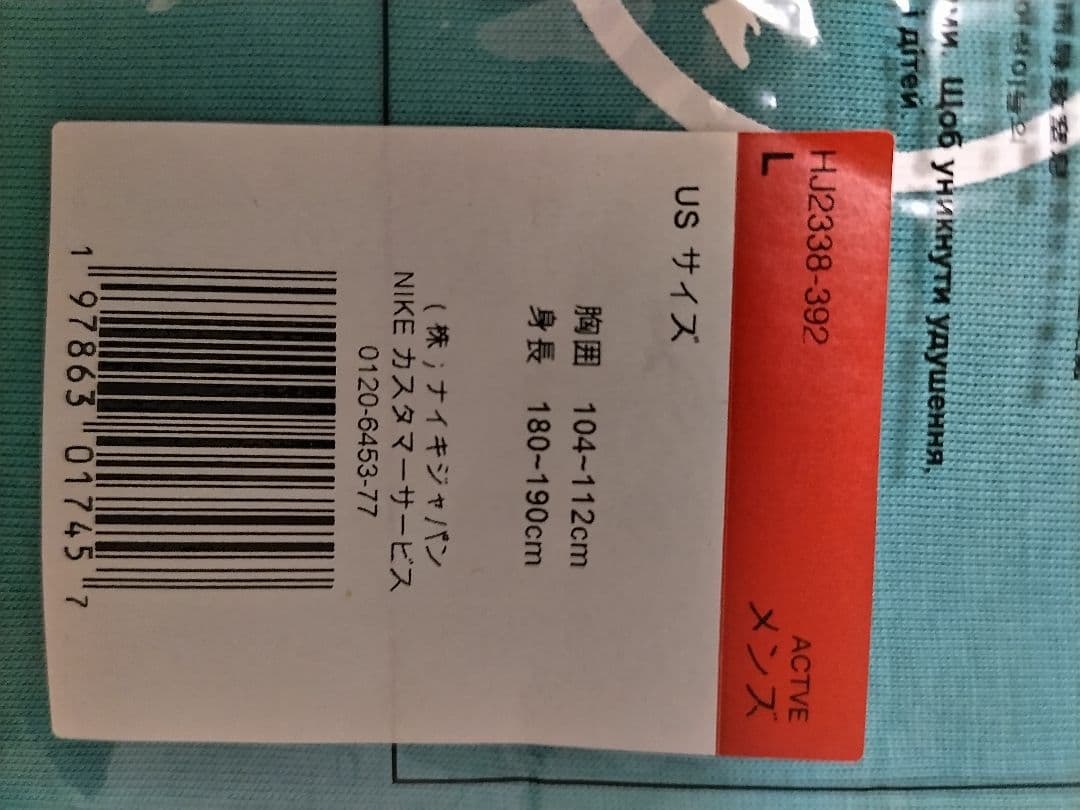 HJ2338-392
L
ACTVE
メンズ
US サイズ
胸囲 104~112cm
身長 180~190cm
(株;ナイキジャパン
NIKE カスタマーサービス
0120-6453-77
1 97863 01745 7
Щоб уникнути удушення,
і дітей.